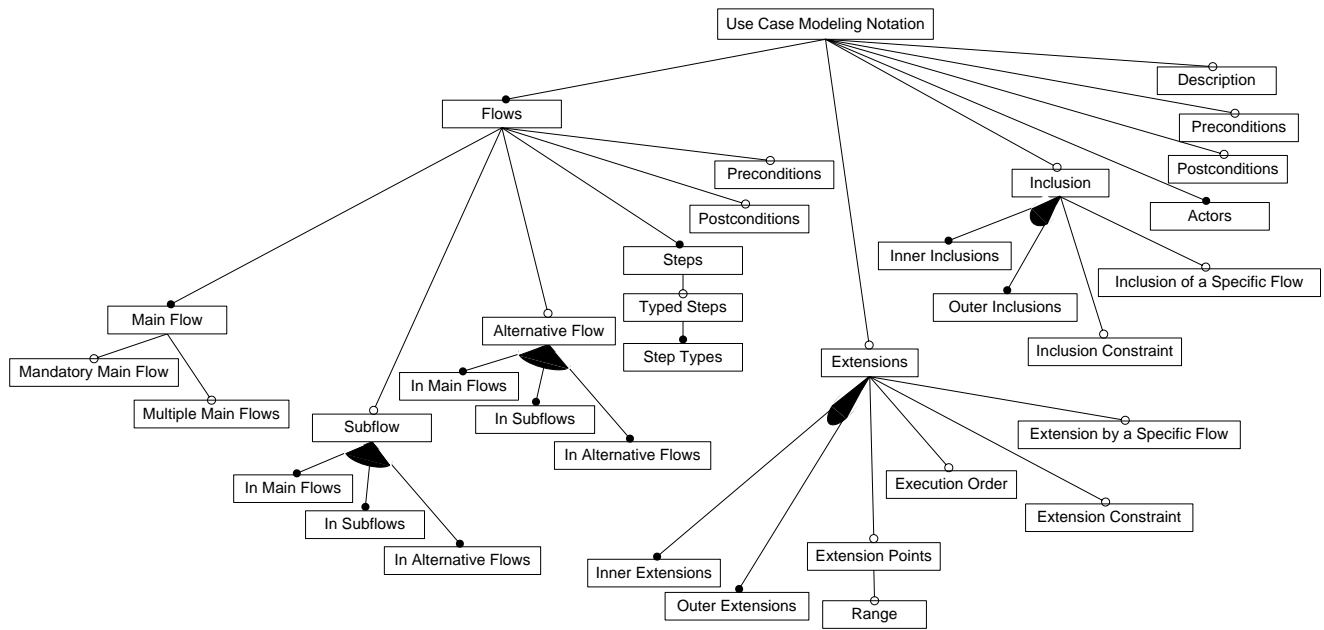 Use Case Modeling Notation
Description
Flows
Preconditions
Postconditions
Preconditions
Inclusion
Actors
Postconditions
Inner Inclusions
Steps
Inclusion of a Specific Flow
Outer Inclusions
Typed Steps
Main Flow
Alternative Flow
Inclusion Constraint
Step Types
Extensions
Mandatory Main Flow
In Main Flows
Multiple Main Flows
In Subflows
Subflow
Extension by a Specific Flow
In Alternative Flows
Execution Order
In Main Flows
Extension Constraint
In Subflows
In Alternative Flows
Extension Points
Inner Extensions
Outer Extensions
Range